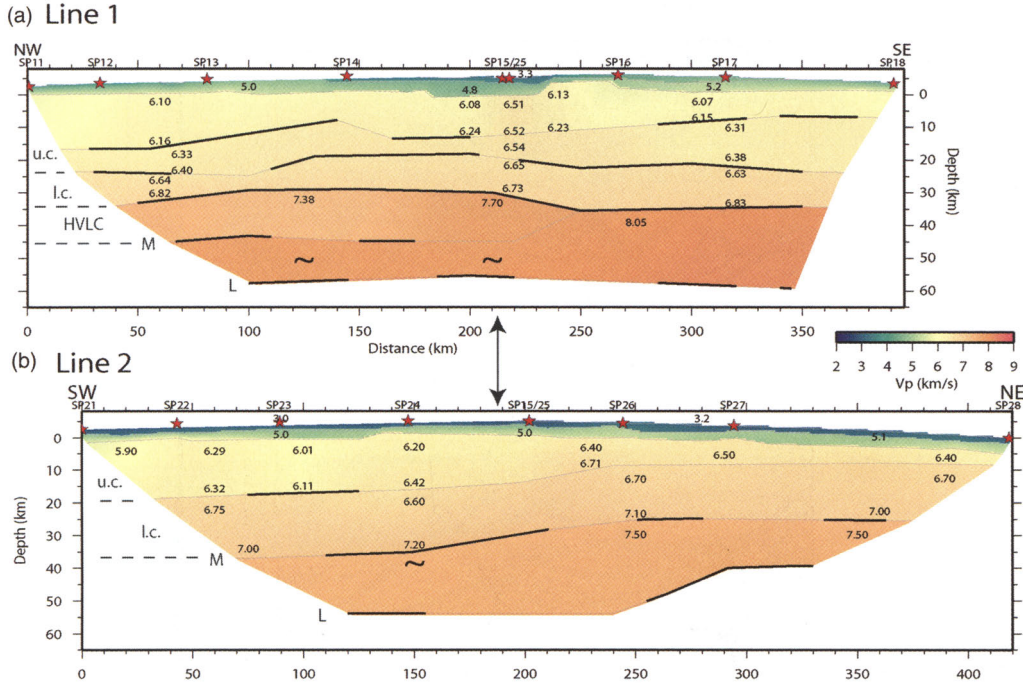 (a) Line 1
NW SE
SP11 SP12 SP13 SP14 SP15/25 SP16 SP17 SP18
3.3
5.0 4.8 5.2
6.10 6.08 6.51 6.13 6.07
6.15
6.16 6.24 6.52 6.23 6.31
6.33 6.54
u.c. 6.40 6.65 6.38
6.64 6.63
l.c. 6.82 6.73
7.38 7.70 6.83
HVLC 8.05
M
~ ~
L
0
10
20
30
40
50
60
Depth (km)
0 50 100 150 200 250 300 350
Distance (km)
2 3 4 5 6 7 8 9
Vp (km/s)
(b) Line 2
SW NE
SP21 SP22 SP23 SP24 SP15/25 SP26 SP27 SP28
3.0 3.2
5.0 5.0 5.1
5.90 6.29 6.01 6.20 6.40 6.50 6.40
6.71
u.c. 6.32 6.11 6.42 6.70 6.70
6.75 6.60
l.c. 7.10 7.00
7.50 7.50
M 7.00 7.20
~
L
0
10
20
30
40
50
60
Depth (km)
0 50 100 150 200 250 300 350 400